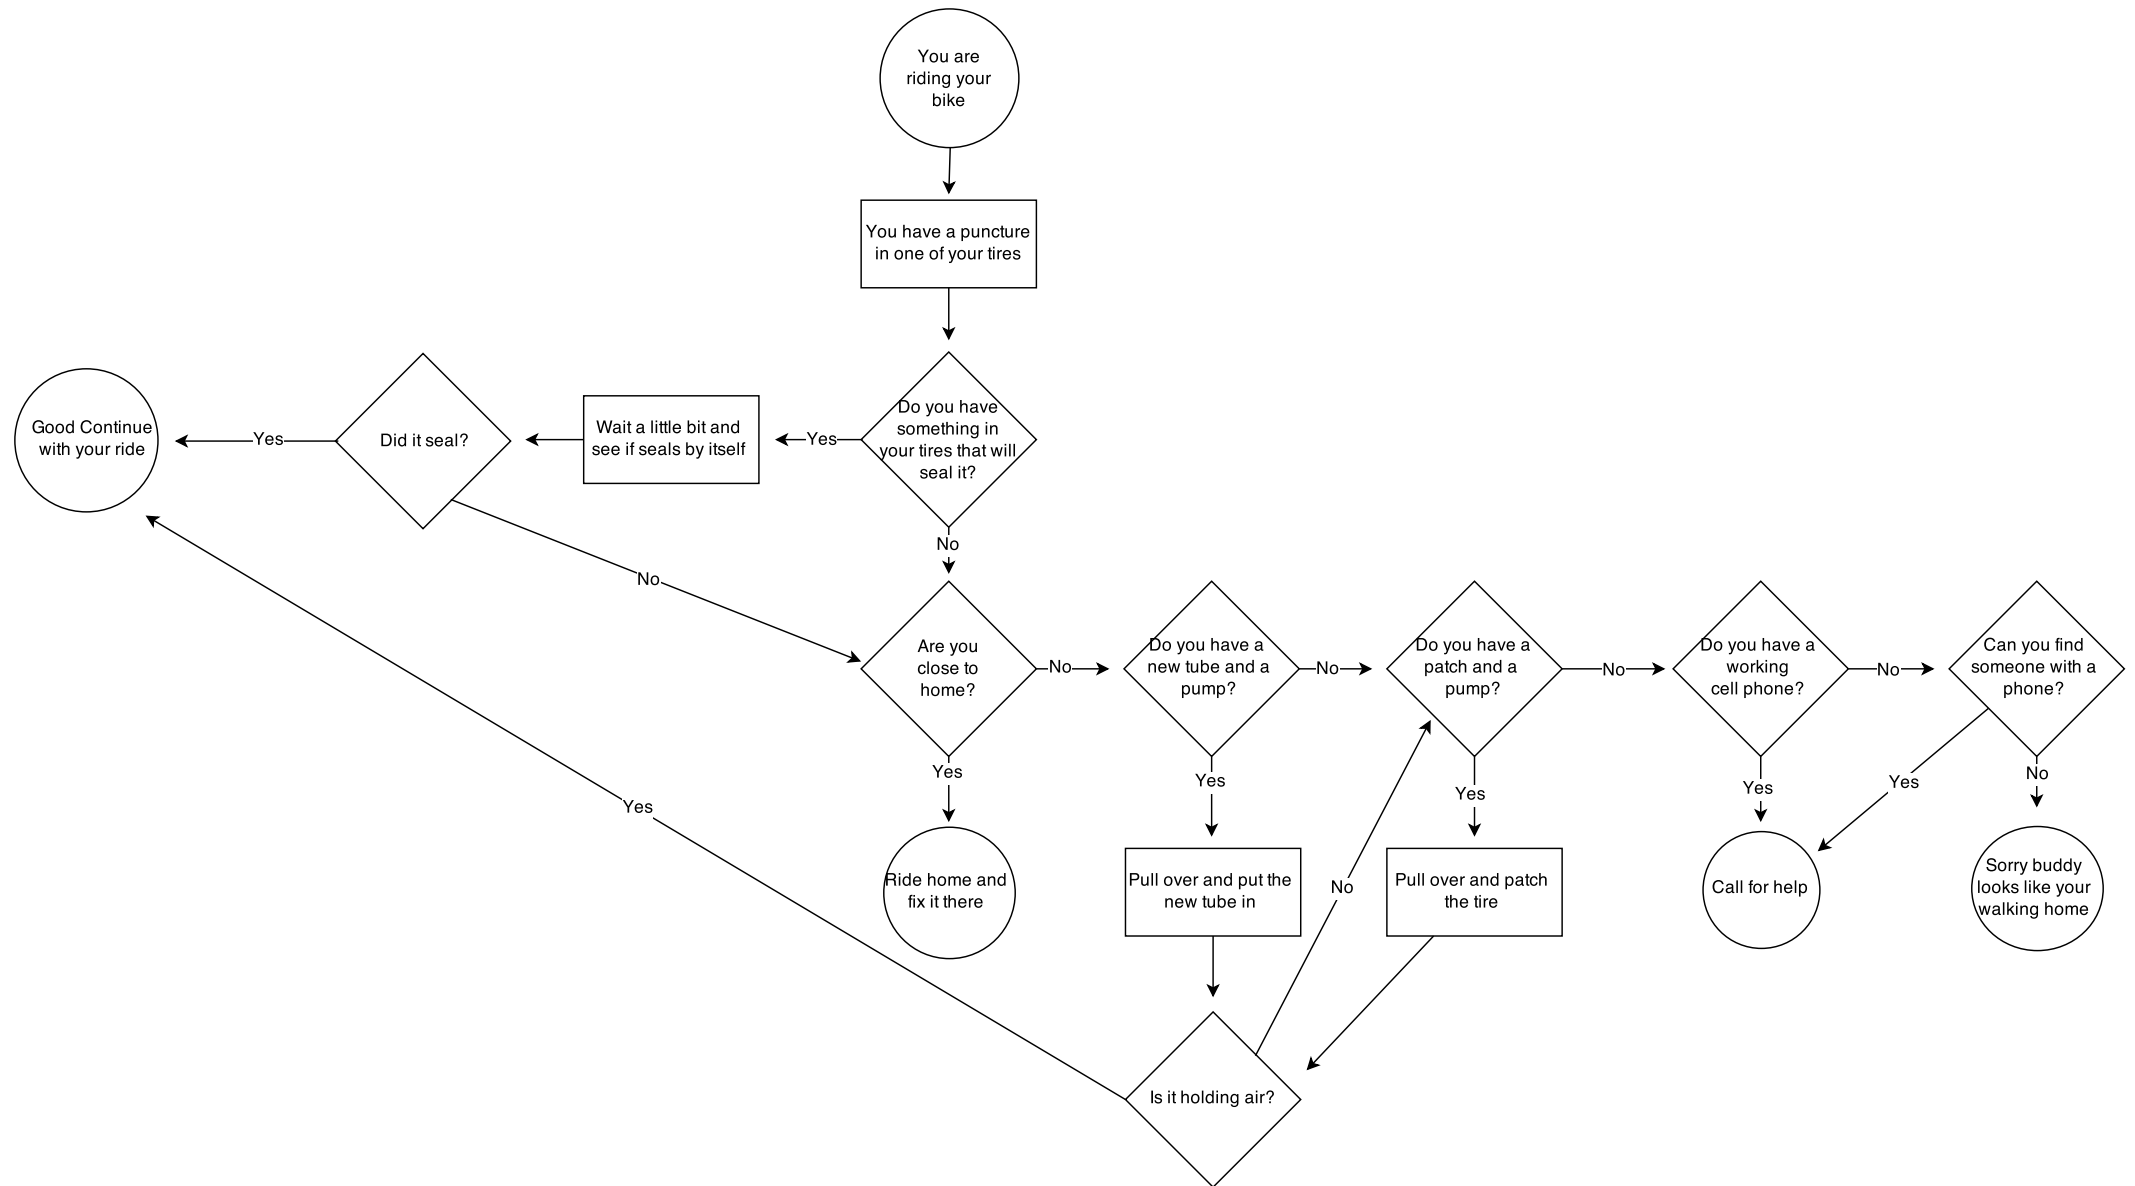 You are
riding your
bike
You have a puncture
in one of your tires
Do you have
something in
your tires that will
seal it?
Yes
Wait a little bit and
see if seals by itself
Did it seal?
Yes
Good Continue
with your ride
No
No
Are you
close to
home?
No
Do you have a
new tube and a
pump?
No
Do you have a
patch and a
pump?
No
Do you have a
working
cell phone?
No
Can you find
someone with a
phone?
Yes
Yes
Yes
Yes
Yes
No
Yes
Ride home and
fix it there
Pull over and put the
new tube in
No
Pull over and patch
the tire
Call for help
Sorry buddy
looks like your
walking home
Is it holding air?